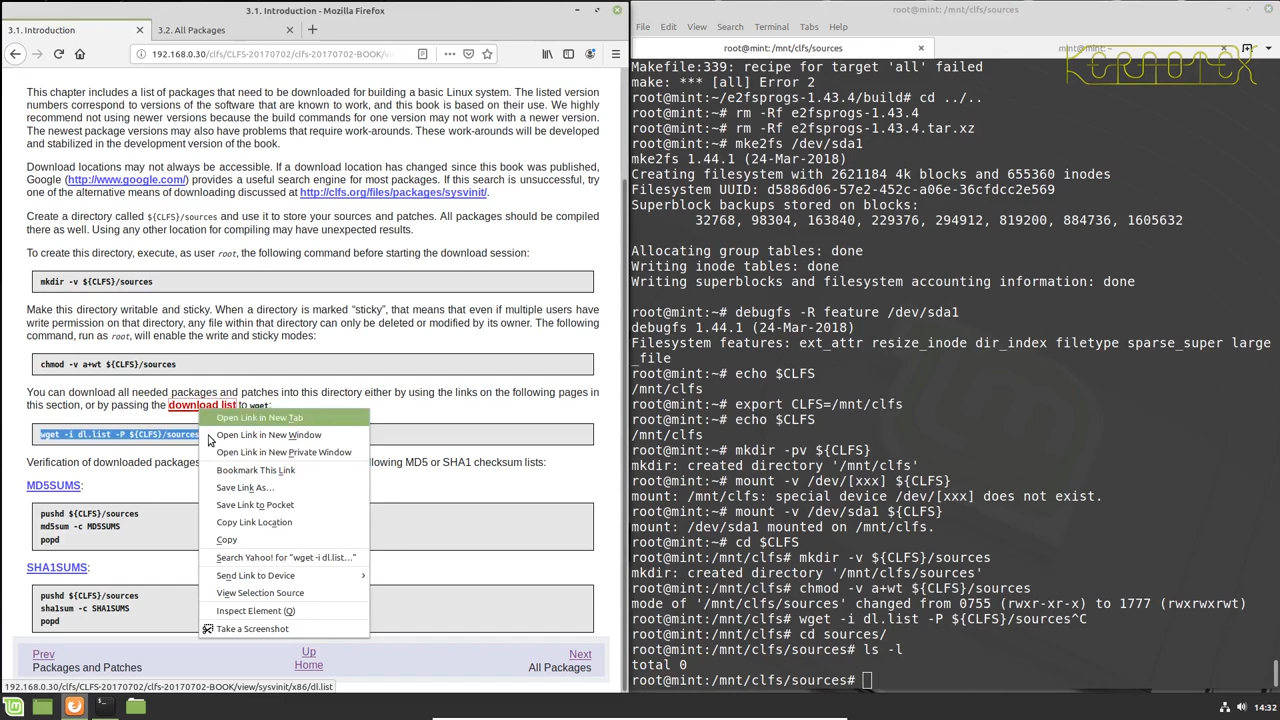 3.1. Introduction - Mozilla Firefox
3.1. Introduction
3.2. All Packages
192.168.0.30/clfs/CLFS-20170702/clfs-20170702-BOOK/v
This chapter includes a list of packages that need to be downloaded for building a basic Linux system. The listed version
numbers correspond to versions of the software that are known to work, and this book is based on their use. We highly
recommend not using newer versions because the build commands for one version may not work with a newer version.
The newest package versions may also have problems that require work-arounds. These work-arounds will be developed
and stabilized in the development version of the book.
Download locations may not always be accessible. If a download location has changed since this book was published,
Google (http://www.google.com/) provides a useful search engine for most packages. If this search is unsuccessful, try
one of the alternative means of downloading discussed at http://clfs.org/files/packages/sysvinit/.
Create a directory called ${CLFS}/sources and use it to store your sources and patches. All packages should be compiled
there as well. Using any other location for compiling may have unexpected results.
To create this directory, execute, as user root, the following command before starting the download session:
mkdir -v ${CLFS}/sources
Make this directory writable and sticky. When a directory is marked “sticky”, that means that even if multiple users have
write permission on that directory, any file within that directory can only be deleted or modified by its owner. The following
command, run as root, will enable the write and sticky modes:
chmod -v a+wt ${CLFS}/sources
You can download all needed packages and patches into this directory either by using the links on the following pages in
this section, or by passing the download list to wget:
wget -i dl.list -P ${CLFS}/sources
Verification of downloaded packages
llowing MD5 or SHA1 checksum lists:
MD5SUMS:
pushd ${CLFS}/sources
md5sum -c MD5SUMS
popd
SHA1SUMS:
pushd ${CLFS}/sources
sha1sum -c SHA1SUMS
popd
Open Link in New Tab
Open Link in New Window
Open Link in New Private Window
Bookmark This Link
Save Link As…
Save Link to Pocket
Copy Link Location
Copy
Search Yahoo! for “wget -i dl.list…”
Send Link to Device
View Selection Source
Inspect Element (Q)
Take a Screenshot
Prev
Up
Next
Packages and Patches
Home
All Packages
192.168.0.30/clfs/CLFS-20170702/clfs-20170702-BOOK/view/sysvinit/x86/dl.list
root@mint: /mnt/clfs/sources
File Edit View Search Terminal Tabs Help
root@mint: /mnt/clfs/sources
root@mint: ~
KERNOTEX
Makefile:339: recipe for target 'all' failed
make: *** [all] Error 2
root@mint:~/e2fsprogs-1.43.4/build# cd ../..
root@mint:~# rm -Rf e2fsprogs-1.43.4
root@mint:~# rm -Rf e2fsprogs-1.43.4.tar.xz
root@mint:~# mke2fs /dev/sda1
mke2fs 1.44.1 (24-Mar-2018)
Creating filesystem with 2621184 4k blocks and 655360 inodes
Filesystem UUID: d5850d06-57e2-452c-a06e-36cfdcc2e569
Superblock backups stored on blocks:
32768, 98304, 163840, 229376, 294912, 819200, 884736, 1605632
Allocating group tables: done
Writing inode tables: done
Writing superblocks and filesystem accounting information: done
root@mint:~# debugfs -R feature /dev/sda1
debugfs 1.44.1 (24-Mar-2018)
Filesystem features: ext_attr resize_inode dir_index filetype sparse_super large
_file
root@mint:~# echo $CLFS
/mnt/clfs
root@mint:~# export CLFS=/mnt/clfs
root@mint:~# echo $CLFS
/mnt/clfs
root@mint:~# mkdir -pv ${CLFS}
mkdir: created directory '/mnt/clfs'
root@mint:~# mount -v /dev/[xxx] ${CLFS}
mount: /mnt/clfs: special device /dev/[xxx] does not exist.
root@mint:~# mount -v /dev/sda1 ${CLFS}
mount: /dev/sda1 mounted on /mnt/clfs.
root@mint:~# cd $CLFS
root@mint:/mnt/clfs# mkdir -v ${CLFS}/sources
mkdir: created directory '/mnt/clfs/sources'
root@mint:/mnt/clfs# chmod -v a+wt ${CLFS}/sources
mode of '/mnt/clfs/sources' changed from 0755 (rwxr-xr-x) to 1777 (rwxrwxrwt)
root@mint:/mnt/clfs# wget -i dl.list -P ${CLFS}/sources^C
root@mint:/mnt/clfs# cd sources/
root@mint:/mnt/clfs/sources# ls -l
total 0
root@mint:/mnt/clfs/sources#
14:32